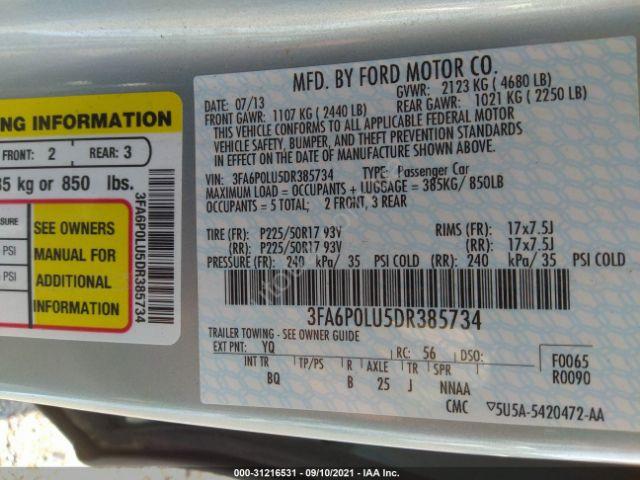 NG INFORMATION
FRONT: 2 REAR: 3
85 kg or 850 lbs.
SURE
PSI
PSI
SEE OWNERS
MANUAL FOR
ADDITIONAL
INFORMATION
3FA6P0LU5DR385734
MFD. BY FORD MOTOR CO.
DATE: 07/13 GVWR: 2123 KG ( 4680 LB)
FRONT GAWR: 1107 KG ( 2440 LB) REAR GAWR: 1021 KG ( 2250 LB)
THIS VEHICLE CONFORMS TO ALL APPLICABLE FEDERAL MOTOR
VEHICLE SAFETY, BUMPER, AND THEFT PREVENTION STANDARDS
IN EFFECT ON THE DATE OF MANUFACTURE SHOWN ABOVE.
VIN: 3FA6P0LU5DR385734 TYPE: Passenger Car
MAXIMUM LOAD = OCCUPANTS + LUGGAGE = 385KG/ 850LB
OCCUPANTS: 5 TOTAL; 2 FRONT, 3 REAR
TIRE (FR): P225/50R17 93V RIMS (FR): 17x7.5J
(RR): P225/50R17 93V (RR): 17x7.5J
PRESSURE (FR) 240 kPa/ 35 PSI COLD (RR) 240 kPa/ 35 PSI COLD
3FA6P0LU5DR385734
TRAILER TOWING - SEE OWNER GUIDE
EXT PNT: YQ RC: 56 DSO: F0065
INT TR TP/PS R AXLE TR SPR R0090
BQ B 25 J NNAA
CMC ▽5U5A-5420472-AA
000-31216531 - 09/10/2021 - IAA Inc.